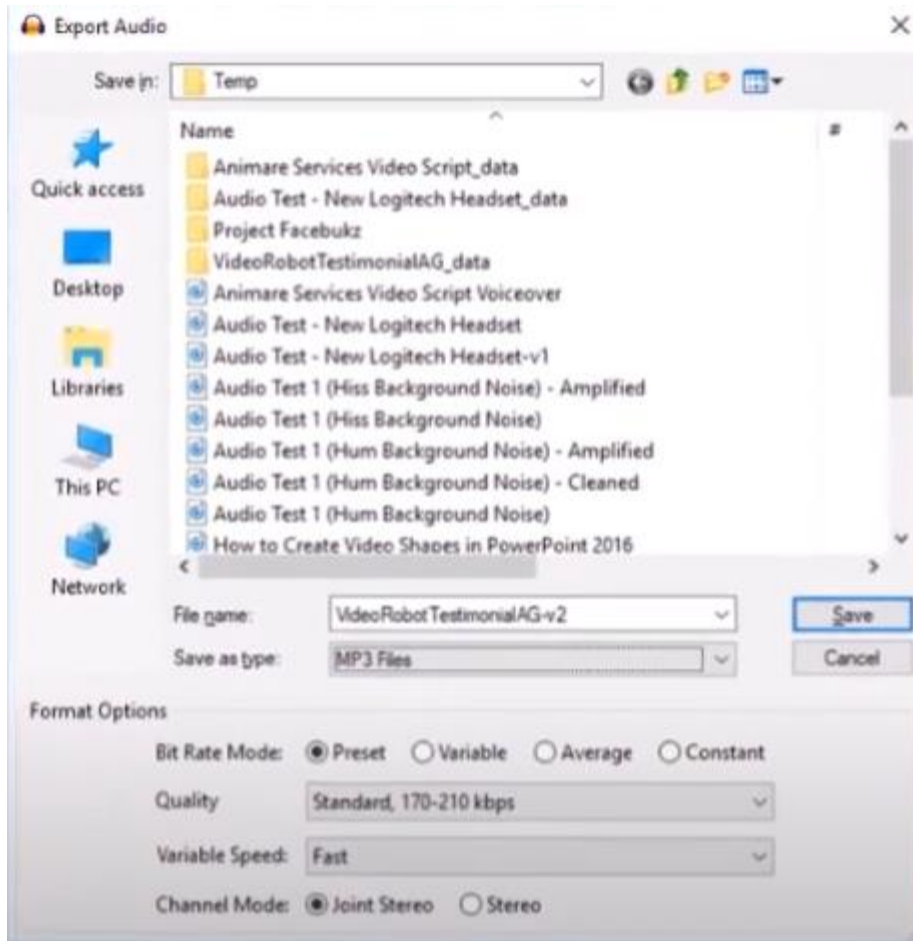 Export Audio
Save in: Temp
Name #
Quick access
Desktop
Libraries
This PC
Network
Animare Services Video Script_data
Audio Test - New Logitech Headset_data
Project Facebukz
VideoRobotTestimonialAG_data
Animare Services Video Script Voiceover
Audio Test - New Logitech Headset
Audio Test - New Logitech Headset-v1
Audio Test 1 (Hiss Background Noise) - Amplified
Audio Test 1 (Hiss Background Noise)
Audio Test 1 (Hum Background Noise) - Amplified
Audio Test 1 (Hum Background Noise) - Cleaned
Audio Test 1 (Hum Background Noise)
How to Create Video Shapes in PowerPoint 2016
File name: VideoRobotTestimonialAG-v2 Save
Save as type: MP3 Files Cancel
Format Options
Bit Rate Mode: Preset Variable Average Constant
Quality Standard, 170-210 kbps
Variable Speed: Fast
Channel Mode: Joint Stereo Stereo